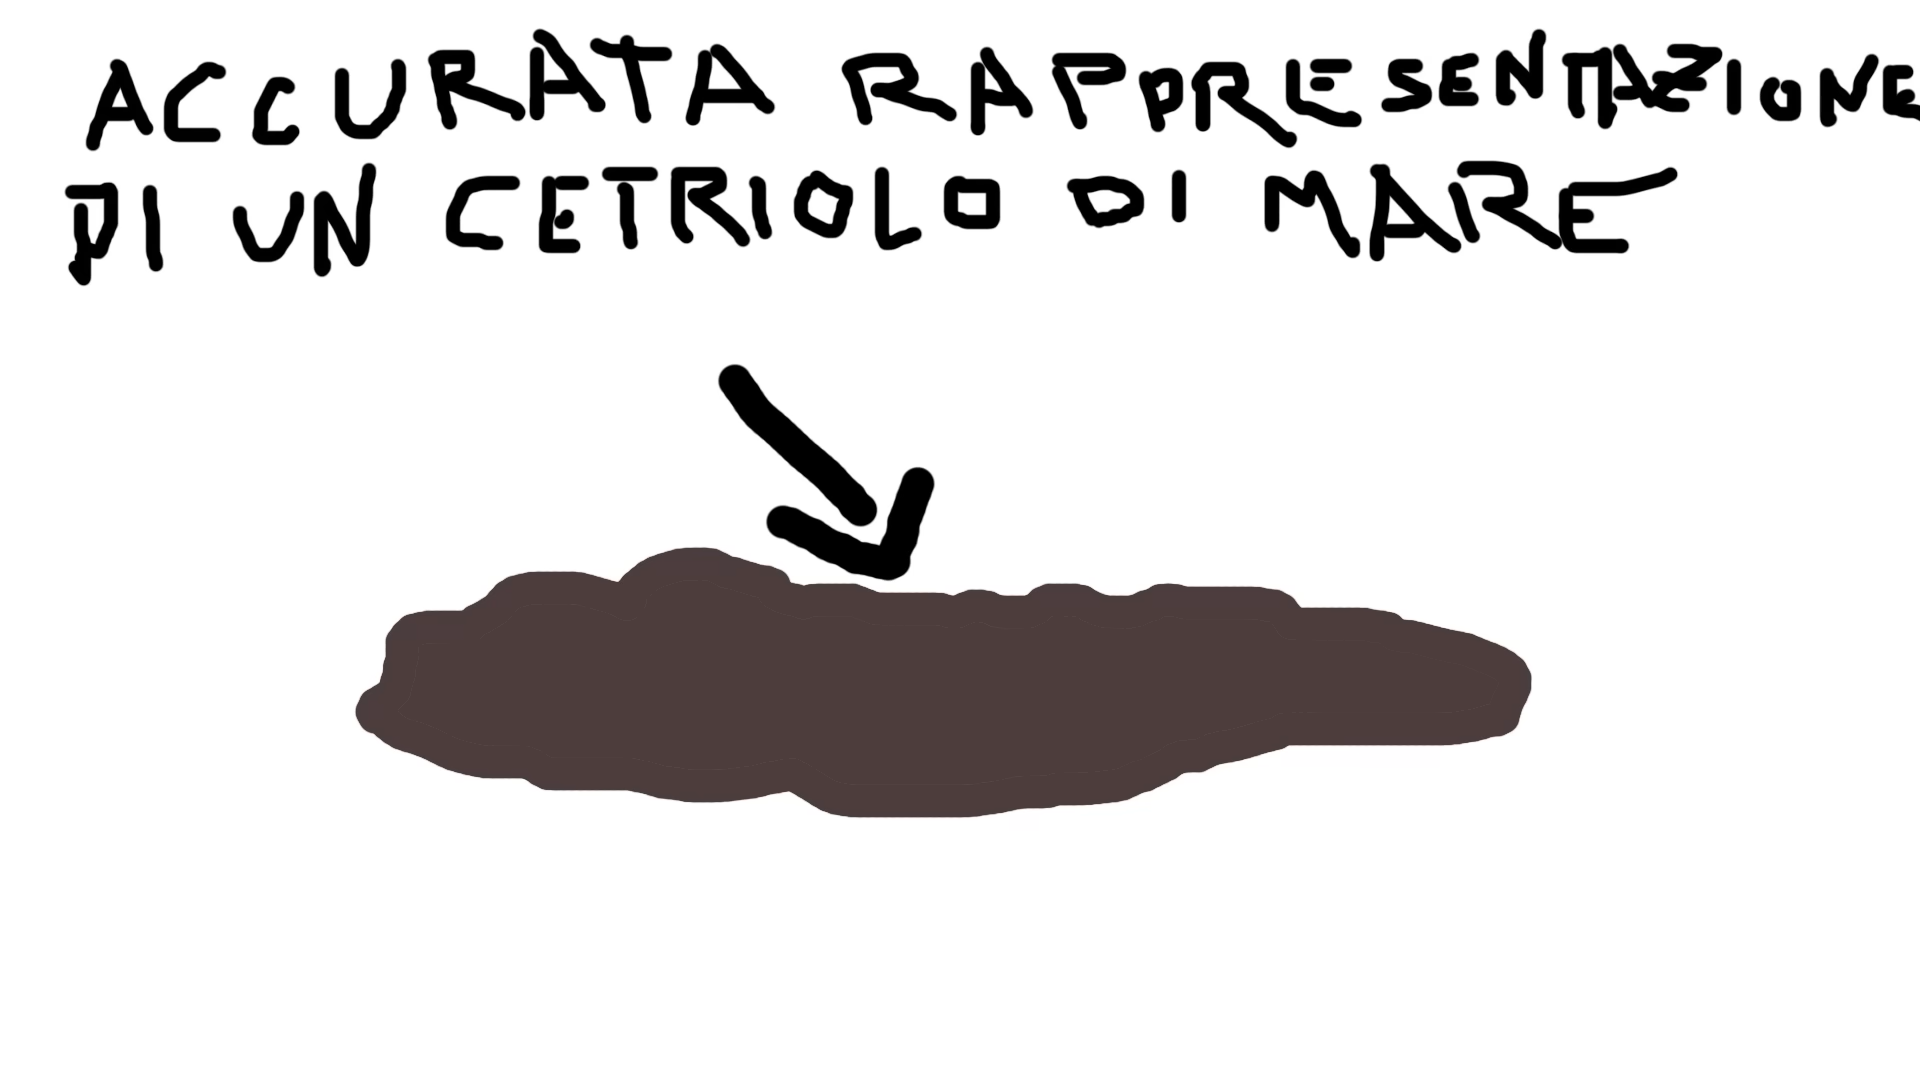 ACCURATA RAPPRESENTAZIONE
DI UN CETRIOLO DI MARE